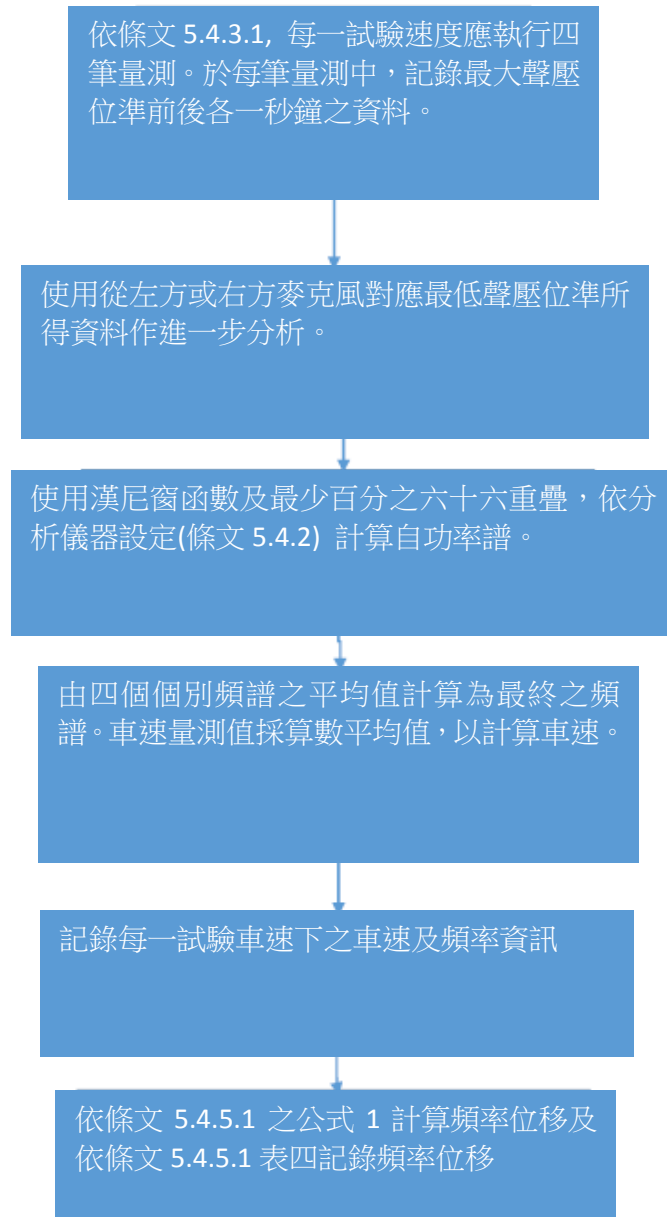 依條文 5.4.3.1, 每一試驗速度應執行四
筆量測。於每筆量測中，記錄最大聲壓
位準前後各一秒鐘之資料。
使用從左方或右方麥克風對應最低聲壓位準所
得資料作進一步分析。
使用漢尼窗函數及最少百分之六十六重疊，依分
析儀器設定(條文 5.4.2) 計算自功率譜。
由四個個別頻譜之平均值計算為最終之頻
譜。車速量測值採算數平均值，以計算車速。
記錄每一試驗車速下之車速及頻率資訊
依條文 5.4.5.1 之公式 1 計算頻率位移及
依條文 5.4.5.1 表四記錄頻率位移